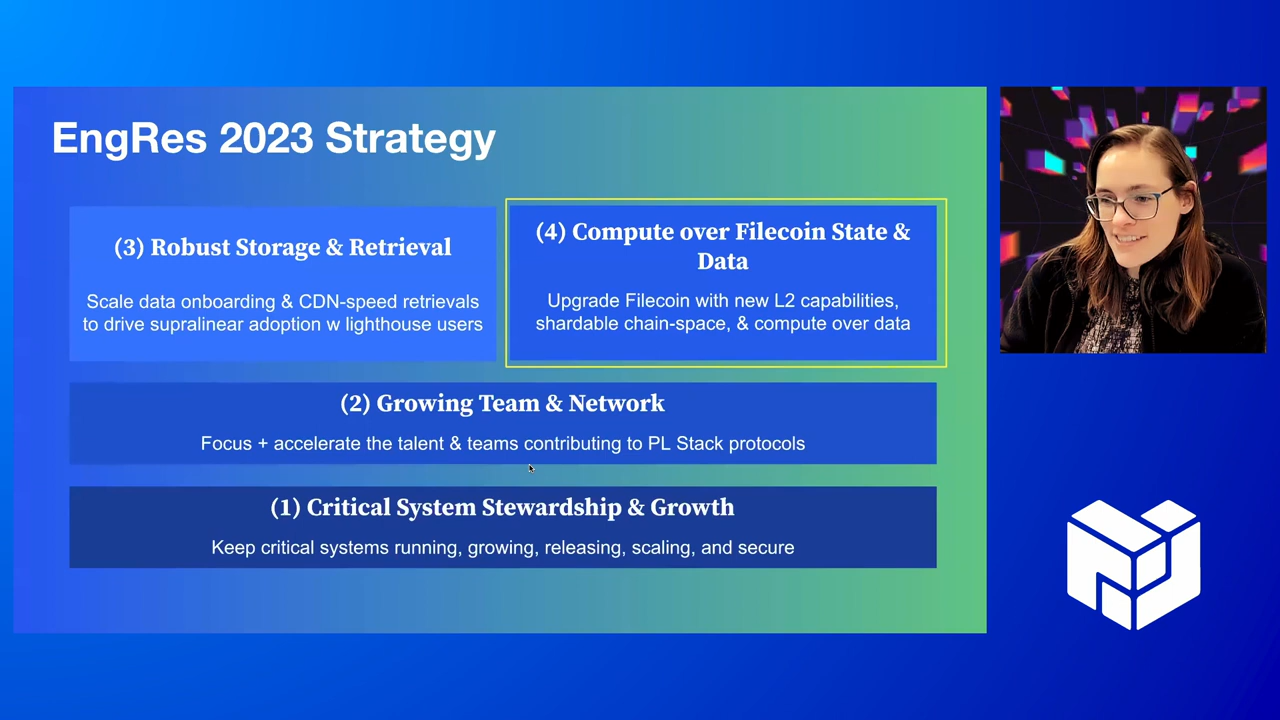 EngRes 2023 Strategy
(3) Robust Storage & Retrieval
Scale data onboarding & CDN-speed retrievals
to drive supralinear adoption w lighthouse users
(4) Compute over Filecoin State &
Data
Upgrade Filecoin with new L2 capabilities,
shardable chain-space, & compute over data
(2) Growing Team & Network
Focus + accelerate the talent & teams contributing to PL Stack protocols
(1) Critical System Stewardship & Growth
Keep critical systems running, growing, releasing, scaling, and secure